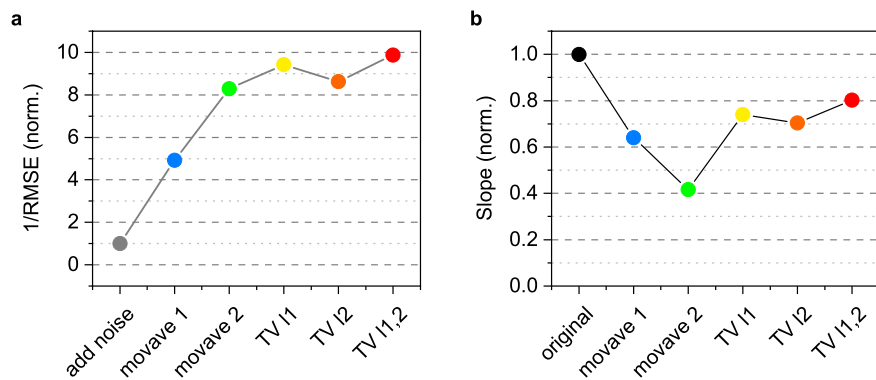 a
1/RMSE (norm.)
10
8
6
4
2
0
add noise
movave 1
movave 2
TV l1
TV l2
TV l1,2
b
Slope (norm.)
1.0
0.8
0.6
0.4
0.2
0.0
original
movave 1
movave 2
TV l1
TV l2
TV l1,2